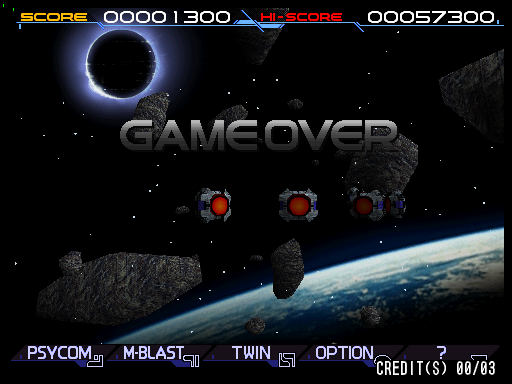 SCORE 00001300 HI-SCORE 00057300
GAME OVER
PSYCOM M-BLAST TWIN OPTION ?
CREDIT(S) 00/03